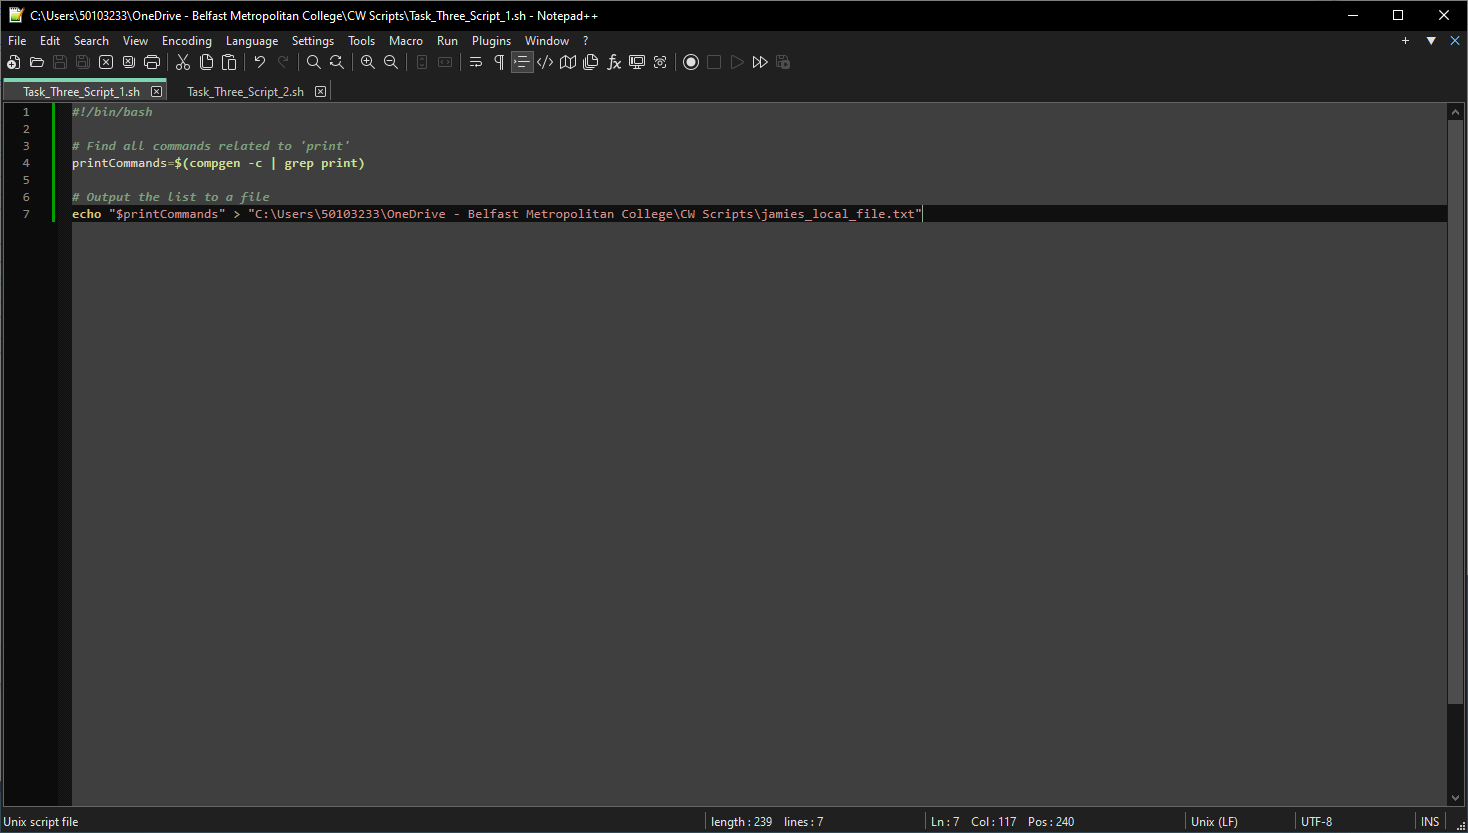 C:\Users\50103233\OneDrive - Belfast Metropolitan College\CW Scripts\Task_Three_Script_1.sh - Notepad++
File Edit Search View Encoding Language Settings Tools Macro Run Plugins Window ?
Task_Three_Script_1.sh Task_Three_Script_2.sh
1 #!/bin/bash
2
3 # Find all commands related to 'print'
4 printCommands=$(compgen -c | grep print)
5
6 # Output the list to a file
7 echo "$printCommands" > "C:\Users\50103233\OneDrive - Belfast Metropolitan College\CW Scripts\jamies_local_file.txt"
Unix script file length : 239 lines : 7 Ln : 7 Col : 117 Pos : 240 Unix (LF) UTF-8 INS